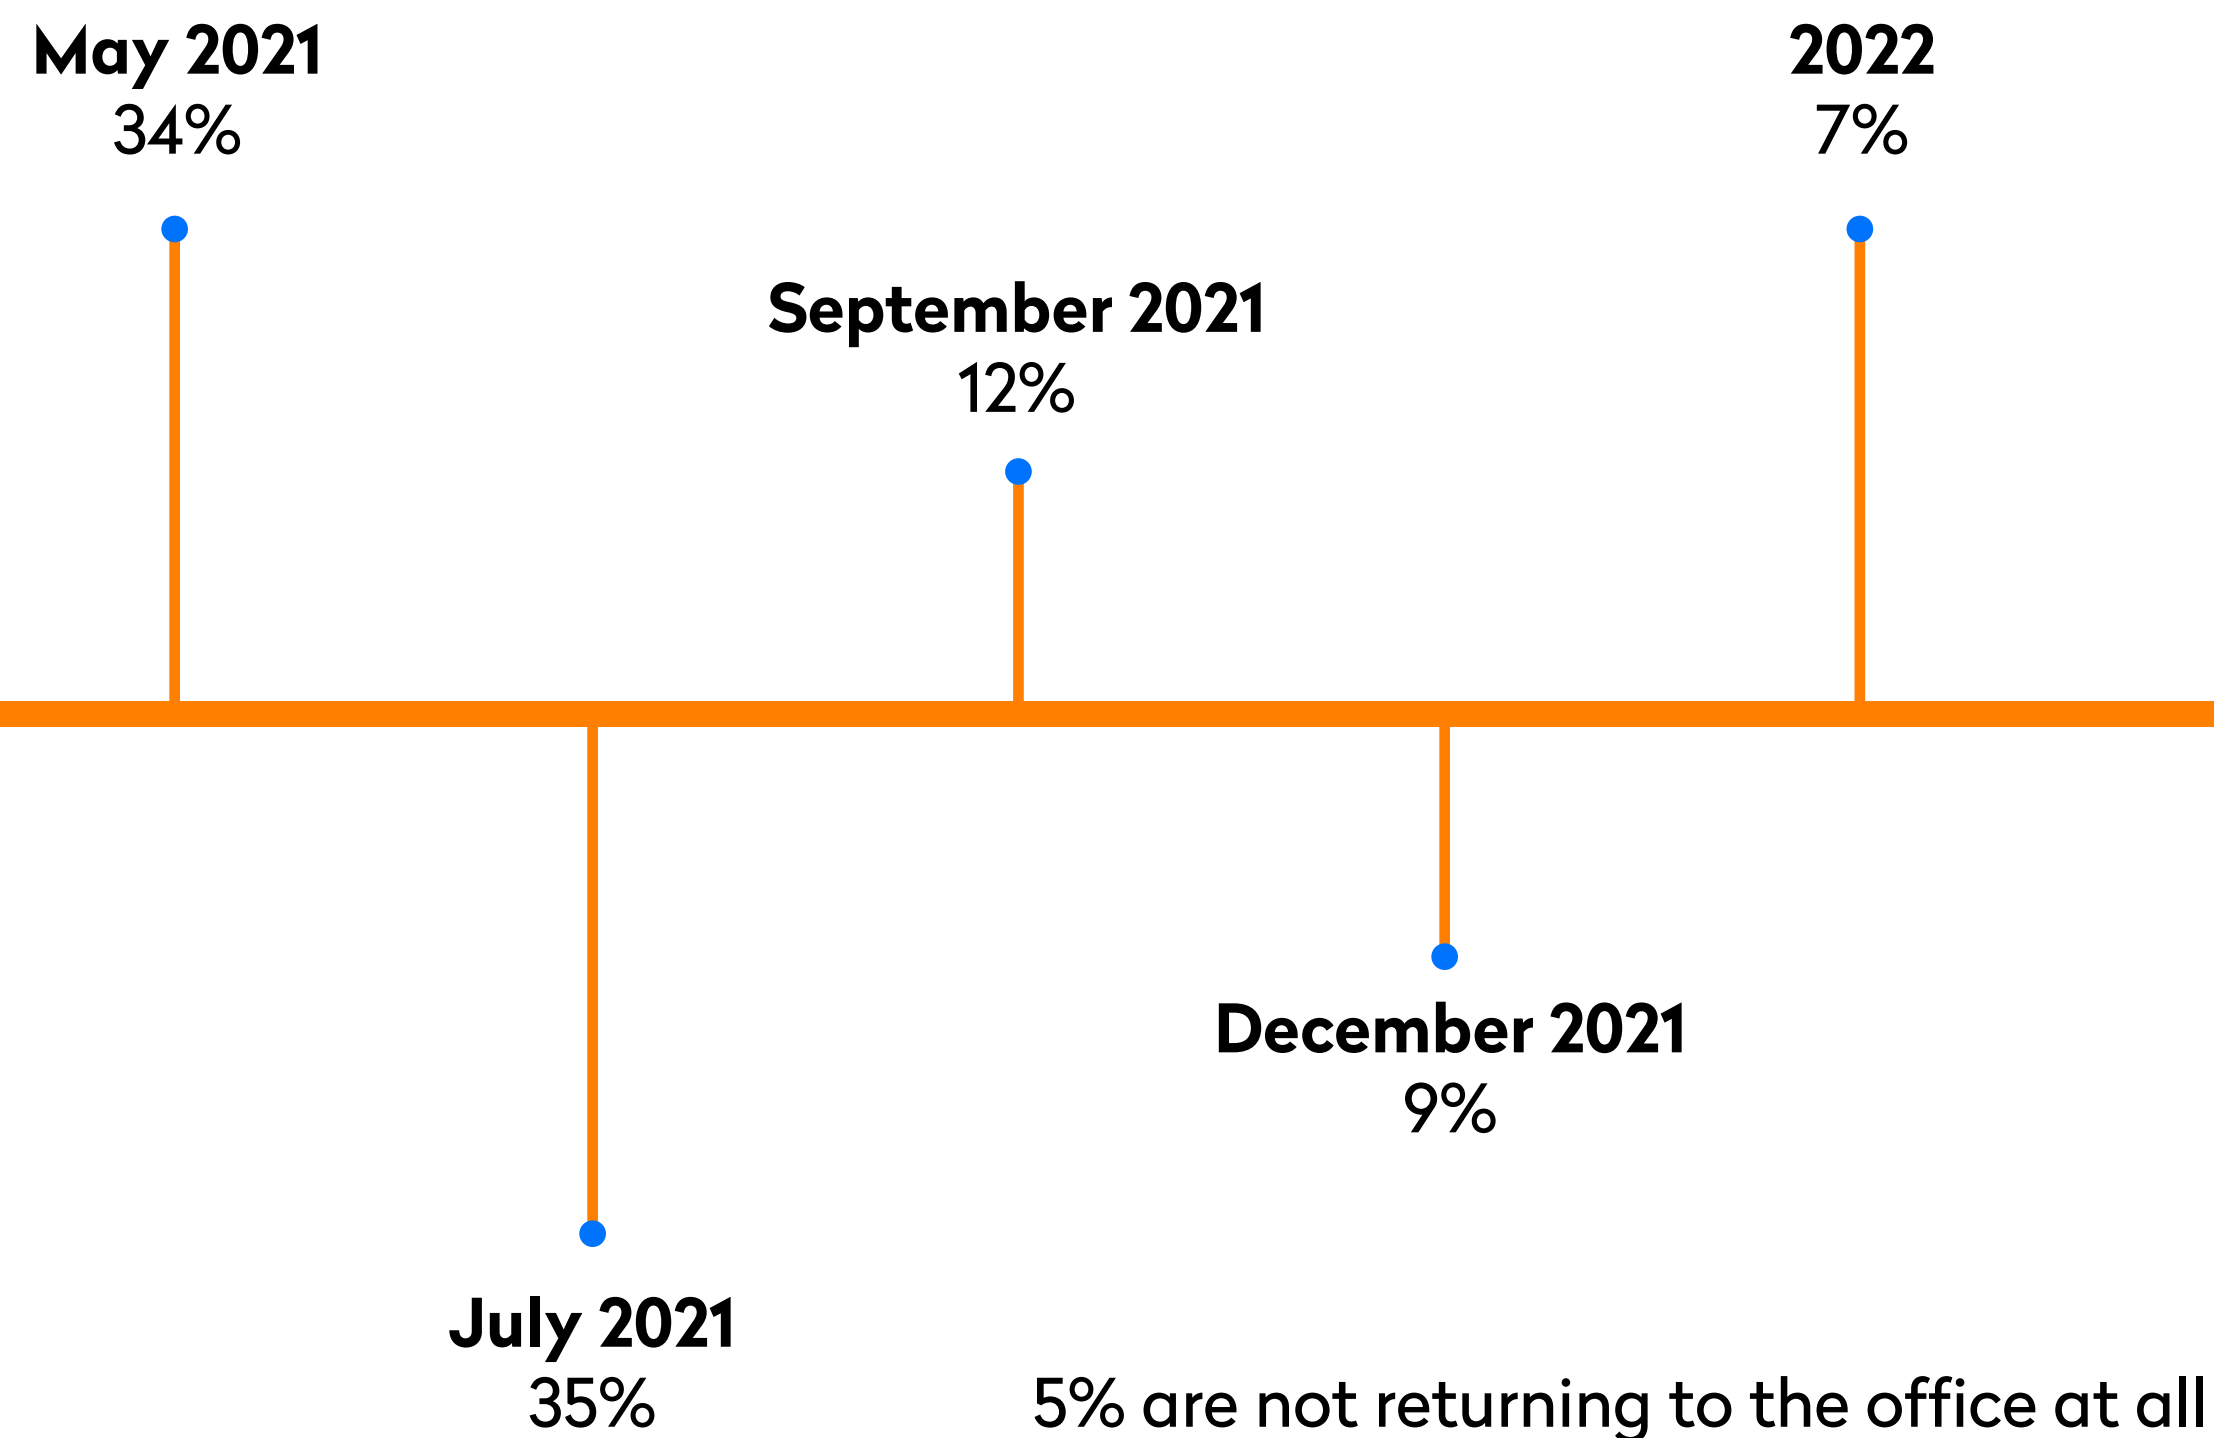 May 2021
34%
July 2021
35%
September 2021
12%
December 2021
9%
2022
7%
5% are not returning to the office at all